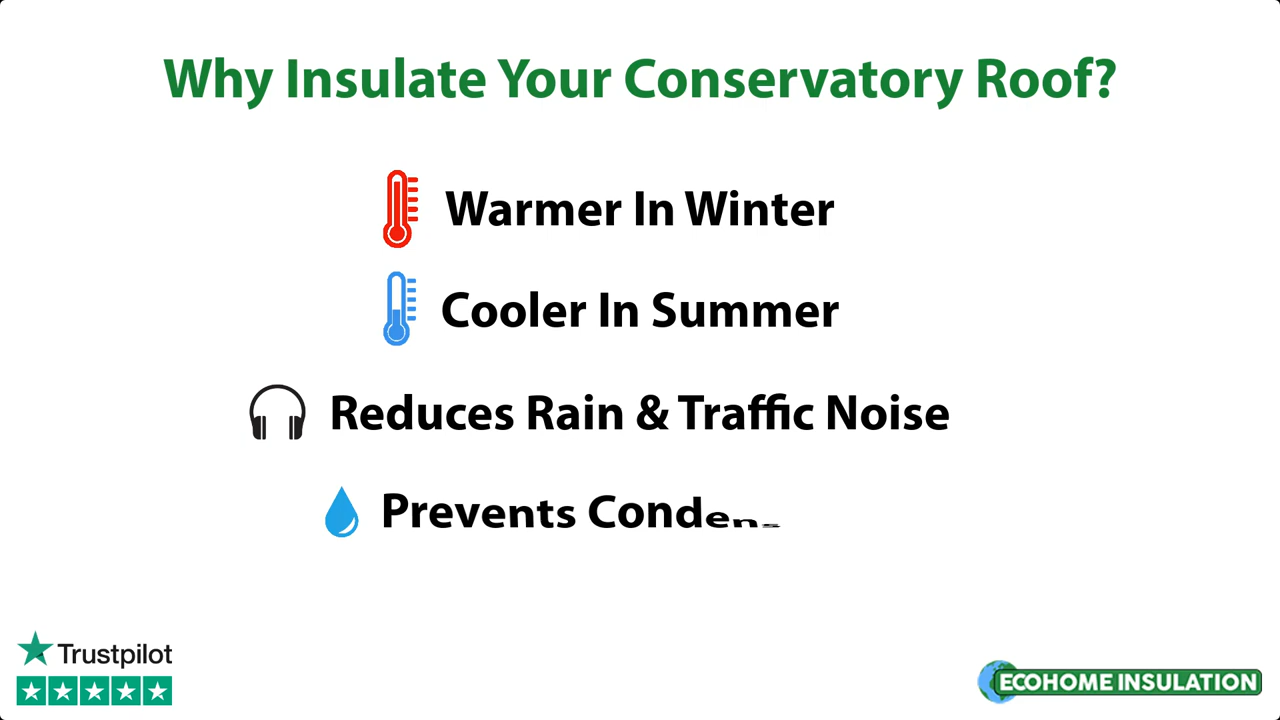 Why Insulate Your Conservatory Roof?
Warmer In Winter
Cooler In Summer
Reduces Rain & Traffic Noise
Prevents Condens
Trustpilot
ECOHOME INSULATION